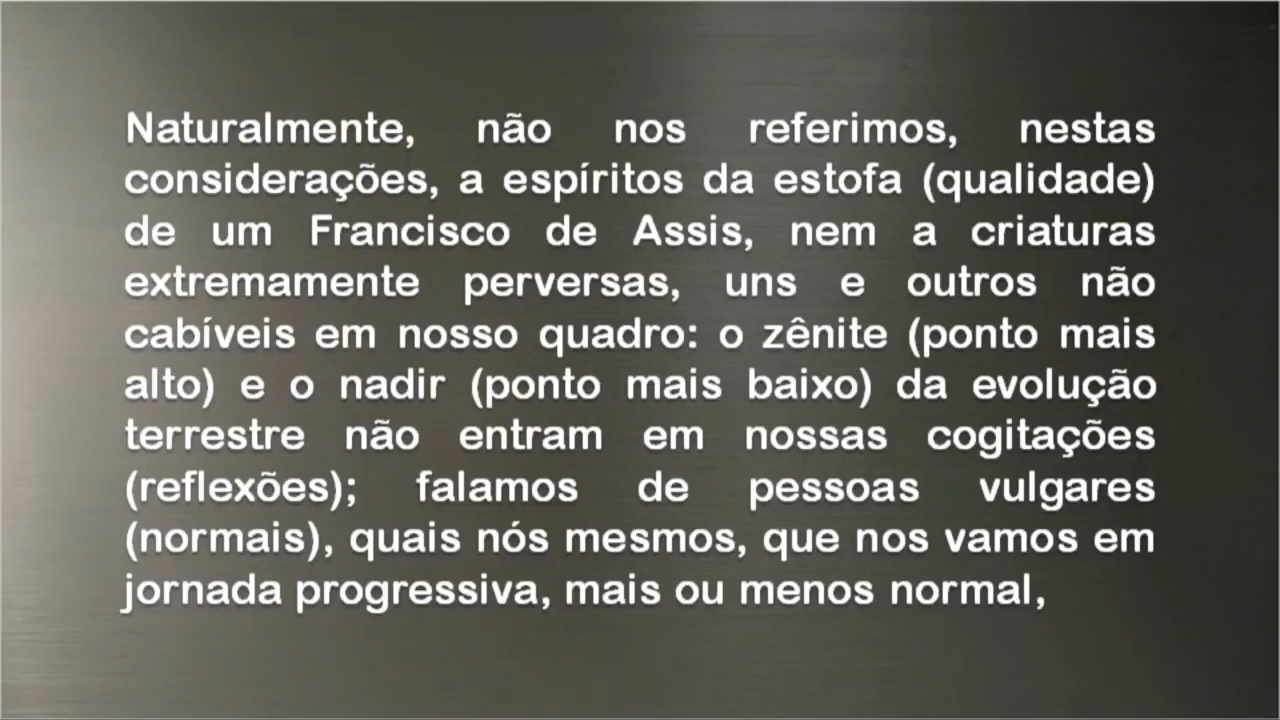 Naturalmente, não nos referimos, nestas
considerações, a espíritos da estofa (qualidade)
de um Francisco de Assis, nem a criaturas
extremamente perversas, uns e outros não
cabíveis em nosso quadro: o zênite (ponto mais
alto) e o nadir (ponto mais baixo) da evolução
terrestre não entram em nossas cogitações
(reflexões); falamos de pessoas vulgares
(normais), quais nós mesmos, que nos vamos em
jornada progressiva, mais ou menos normal,